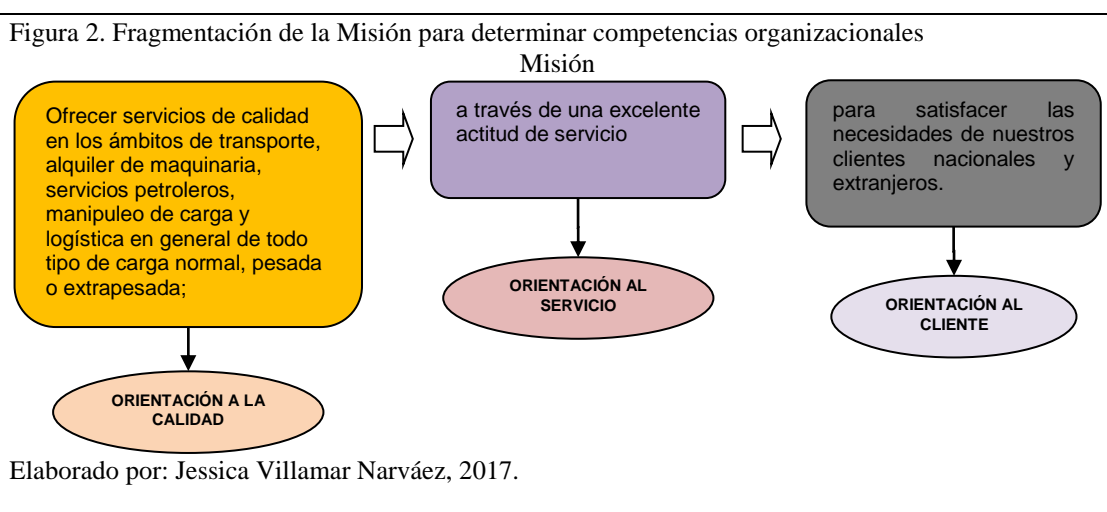 Figura 2. Fragmentación de la Misión para determinar competencias organizacionales
Misión
Ofrecer servicios de calidad
en los ámbitos de transporte,
alquiler de maquinaria,
servicios petroleros,
manipuleo de carga y
logística en general de todo
tipo de carga normal, pesada
o extrapesada;
a través de una excelente
actitud de servicio
para satisfacer las
necesidades de nuestros
clientes nacionales y
extranjeros.
ORIENTACIÓN A LA
CALIDAD
ORIENTACIÓN AL
SERVICIO
ORIENTACIÓN AL
CLIENTE
Elaborado por: Jessica Villamar Narváez, 2017.